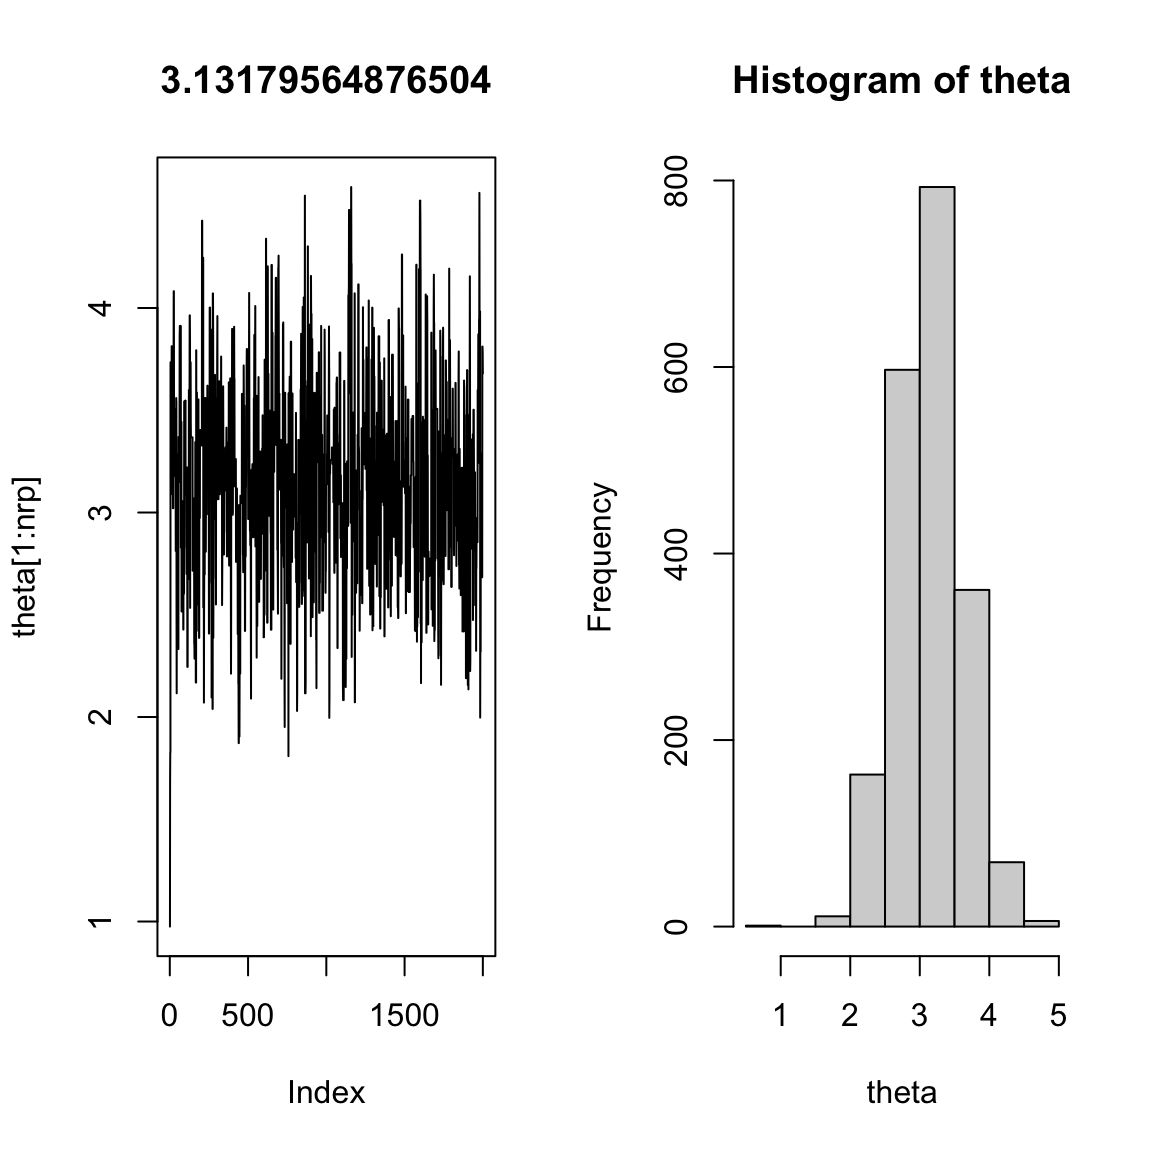 3.13179564876504
theta[1:nrp]
4
3
2
1
0 500 1500
Index
Histogram of theta
Frequency
800
600
400
200
0
1 2 3 4 5
theta